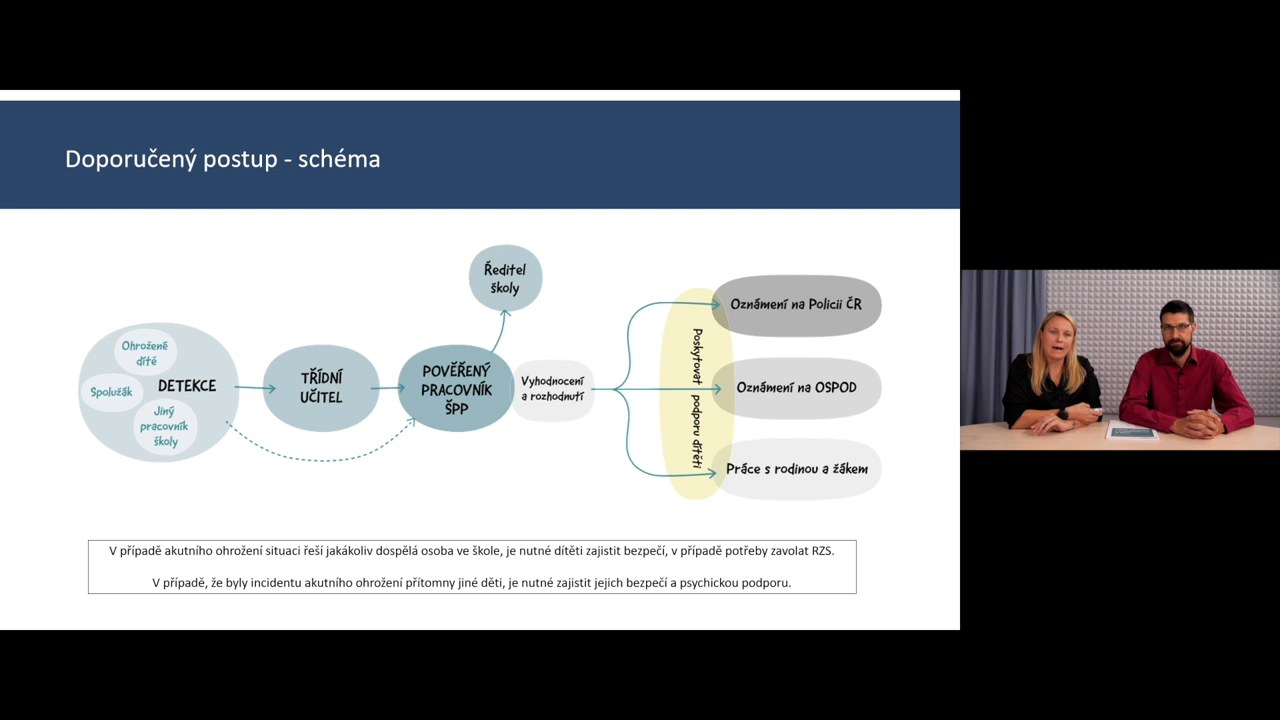 Doporučený postup - schéma
Ředitel
školy
Ohrožené
dítě
Spolužák
DETEKCE
Jiný
pracovník
školy
TŘÍDNÍ
UČITEL
POVĚŘENÝ
PRACOVNÍK
ŠPP
Vyhodnocení
a rozhodnutí
Poskytovat podporu dítěti
Oznámení na Policii ČR
Oznámení na OSPOD
Práce s rodinou a žákem
V případě akutního ohrožení situaci řeší jakákoliv dospělá osoba ve škole, je nutné dítěti zajistit bezpečí, v případě potřeby zavolat RZS.
V případě, že byly incidentu akutního ohrožení přítomny jiné děti, je nutné zajistit jejich bezpečí a psychickou podporu.